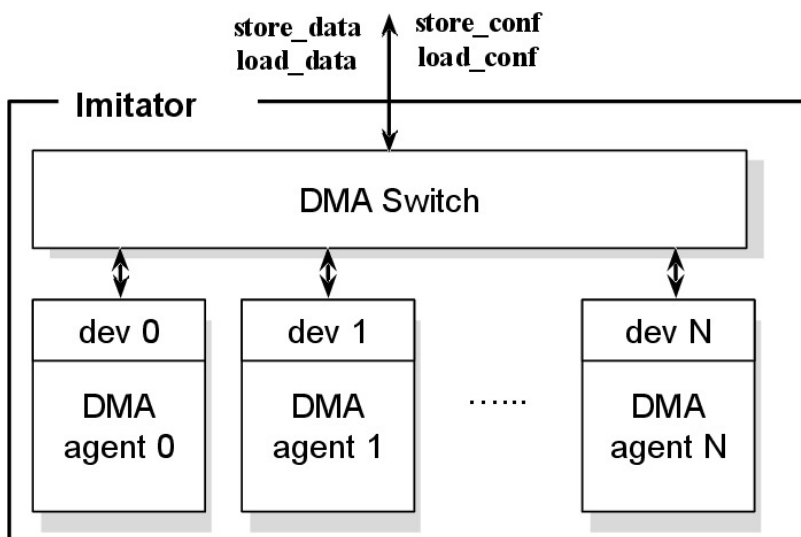 store_data store_conf
load_data load_conf
Imitator
DMA Switch
dev 0 dev 1 dev N
DMA DMA ...... DMA
agent 0 agent 1 agent N